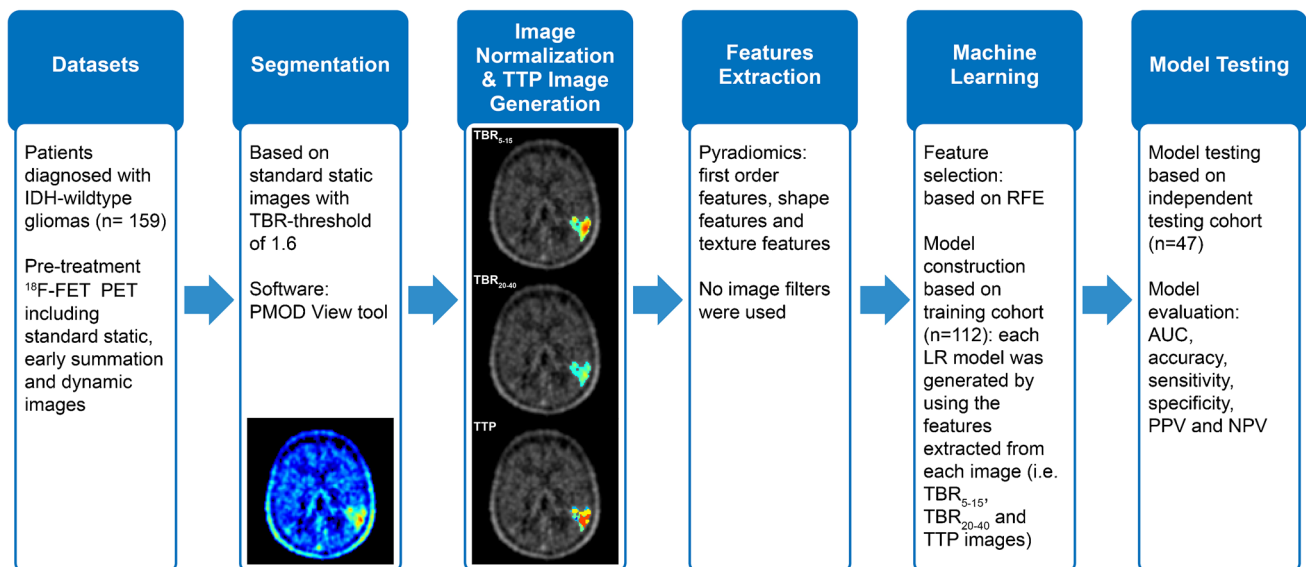 Datasets
Patients
diagnosed with
IDH-wildtype
gliomas (n= 159)
Pre-treatment
¹⁸F-FET PET
including
standard static,
early summation
and dynamic
images
Segmentation
Based on
standard static
images with
TBR-threshold
of 1.6
Software:
PMOD View tool
Image
Normalization
& TTP Image
Generation
TBR₅₋₁₅
TBR₂₀₋₄₀
TTP
Features
Extraction
Pyradiomics:
first order
features, shape
features and
texture features
No image filters
were used
Machine
Learning
Feature
selection:
based on RFE
Model
construction
based on
training cohort
(n=112): each
LR model was
generated by
using the
features
extracted from
each image (i.e.
TBR₅₋₁₅,
TBR₂₀₋₄₀ and
TTP images)
Model Testing
Model testing
based on
independent
testing cohort
(n=47)
Model
evaluation:
AUC,
accuracy,
sensitivity,
specificity,
PPV and NPV